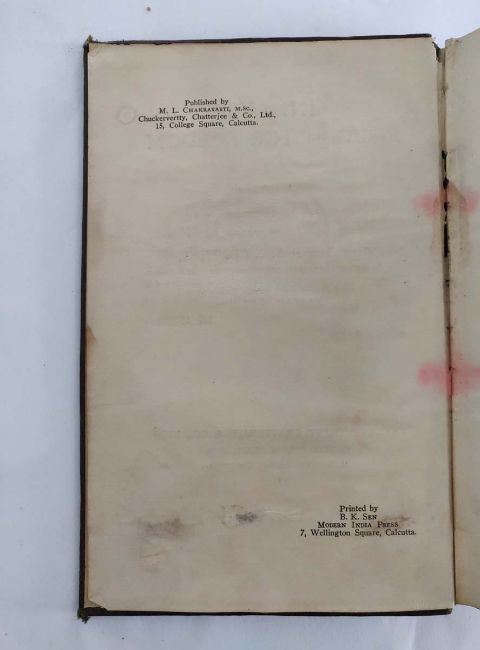 Published by
M. L. CHAKRAVARTI, M.SC.,
Chuckervertty, Chatterjee & Co., Ltd.,
15, College Square, Calcutta.
Printed by
B. K. SEN
MODERN INDIA PRESS
7, Wellington Square, Calcutta.